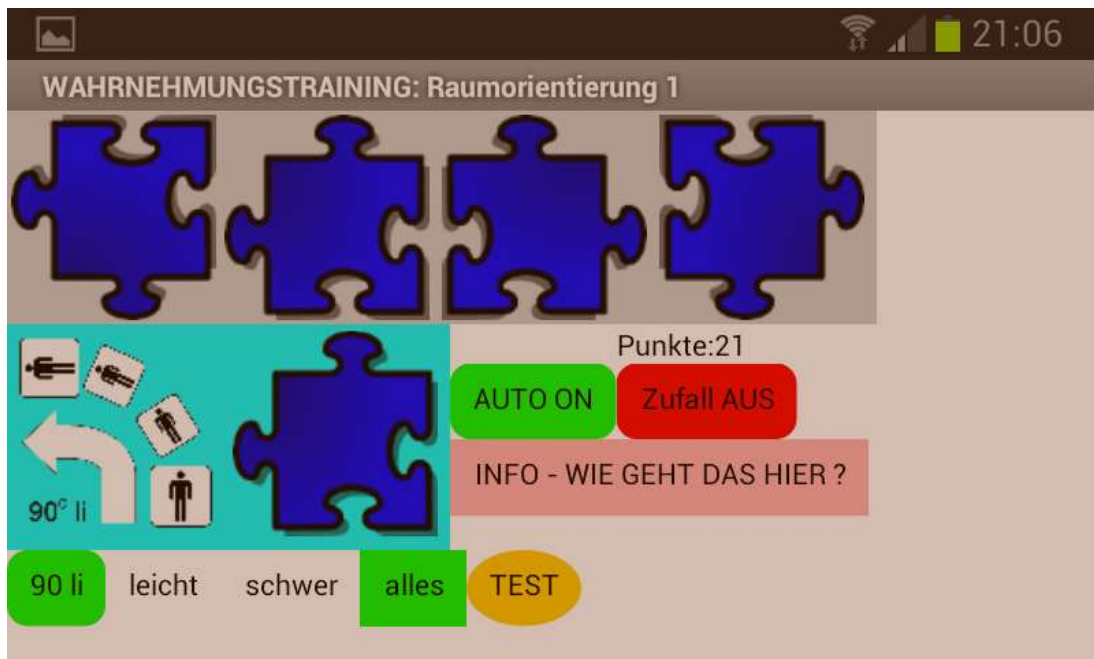 21:06
WAHRNEHMUNGSTRAINING: Raumorientierung 1
Punkte:21
AUTO ON Zufall AUS
INFO - WIE GEHT DAS HIER ?
90° li
90 li leicht schwer alles TEST